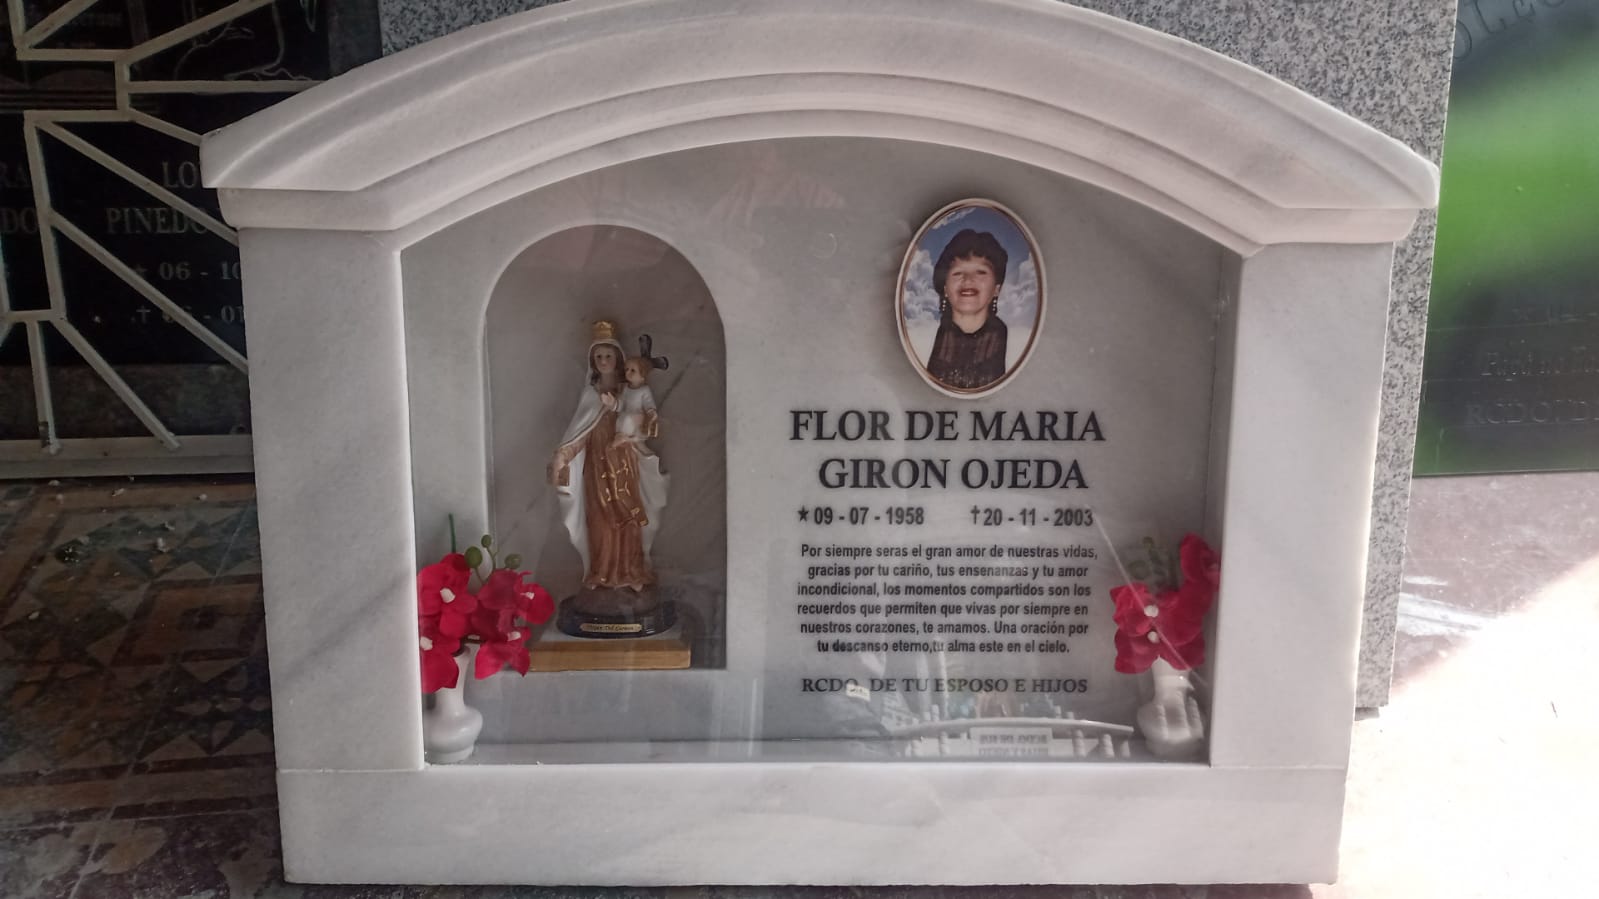 PINEDO
06 - 10
FLOR DE MARIA
GIRON OJEDA
★ 09 - 07 - 1958 † 20 - 11 - 2003
Por siempre seras el gran amor de nuestras vidas,
gracias por tu cariño, tus ensenanzas y tu amor
incondicional, los momentos compartidos son los
recuerdos que permiten que vivas por siempre en
nuestros corazones, te amamos. Una oración por
tu descanso eterno,tu alma este en el cielo.
RCDO. DE TU ESPOSO E HIJOS